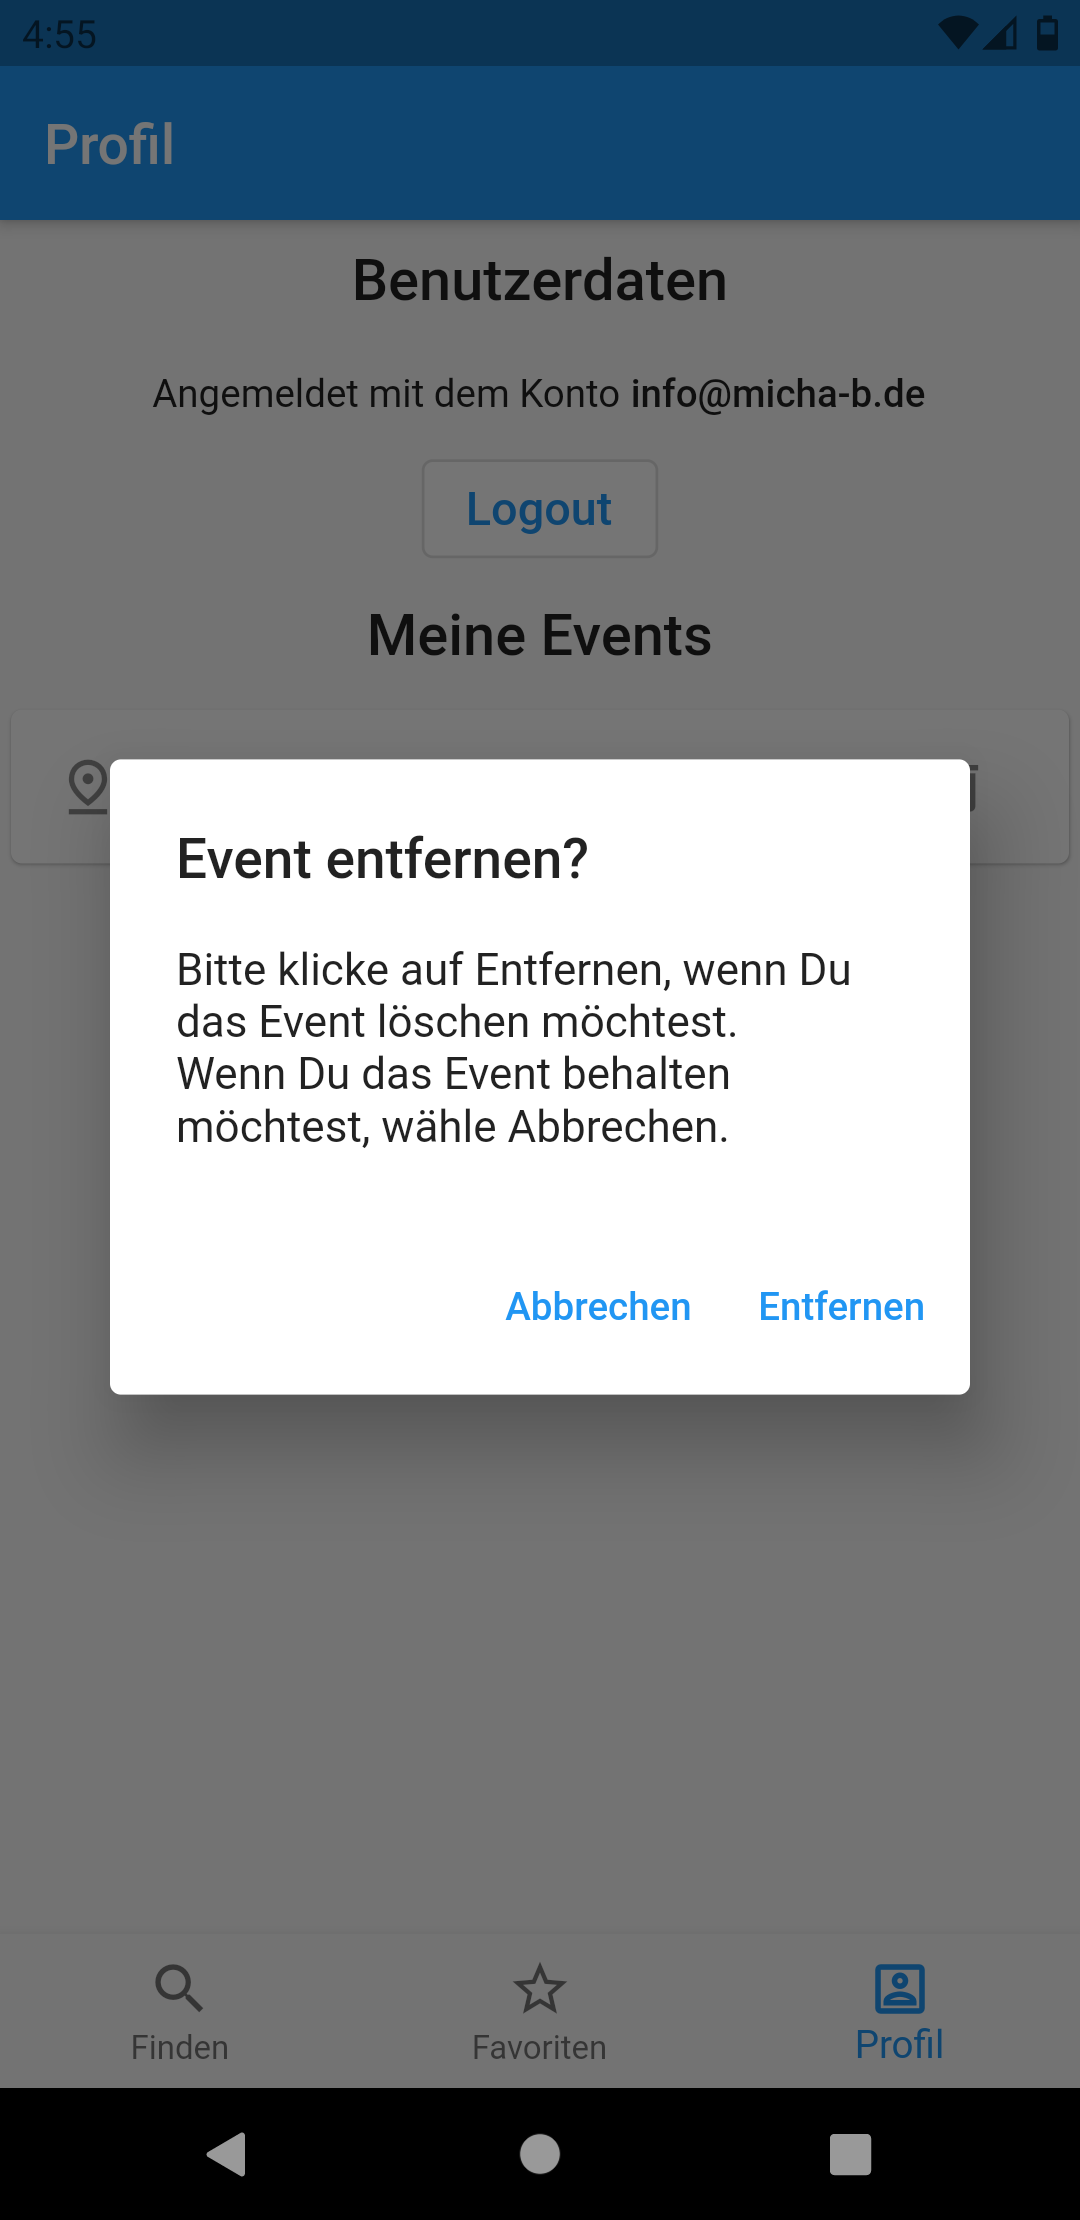 4:55
Profil
Benutzerdaten
Angemeldet mit dem Konto info@micha-b.de
Logout
Meine Events
Event entfernen?
Bitte klicke auf Entfernen, wenn Du
das Event löschen möchtest.
Wenn Du das Event behalten
möchtest, wähle Abbrechen.
Abbrechen Entfernen
Finden Favoriten Profil